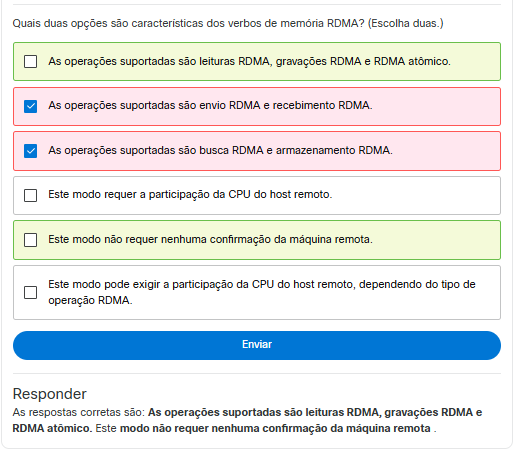 Quais duas opções são características dos verbos de memória RDMA? (Escolha duas.)
As operações suportadas são leituras RDMA, gravações RDMA e RDMA atômico.
As operações suportadas são envio RDMA e recebimento RDMA.
As operações suportadas são busca RDMA e armazenamento RDMA.
Este modo requer a participação da CPU do host remoto.
Este modo não requer nenhuma confirmação da máquina remota.
Este modo pode exigir a participação da CPU do host remoto, dependendo do tipo de
operação RDMA.
Enviar
Responder
As respostas corretas são: As operações suportadas são leituras RDMA, gravações RDMA e
RDMA atômico. Este modo não requer nenhuma confirmação da máquina remota .